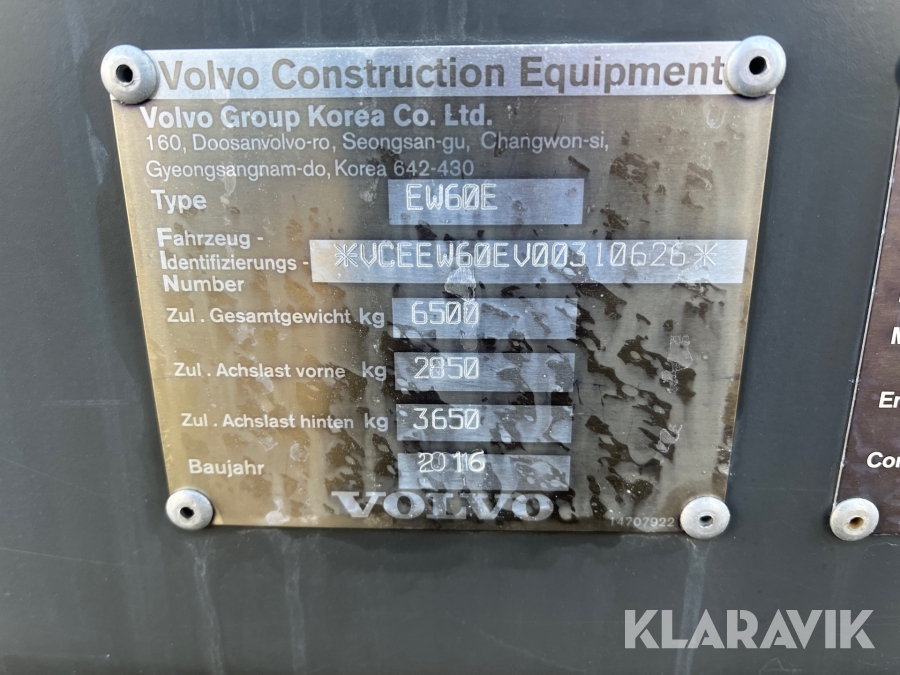 Volvo Construction Equipment
Volvo Group Korea Co. Ltd.
160, Doosanvolvo-ro, Seongsan-gu, Changwon-si,
Gyeongsangnam-do, Korea 642-430
Type EW60E
Fahrzeug -
Identifizierungs - *VCEEW60EV00310626*
Number
Zul. Gesamtgewicht kg 6500
Zul. Achslast vorne kg 2850
Zul. Achslast hinten kg 3650
Baujahr 2016
VOLVO
14707922
M
Er
Con
KLARAVIK